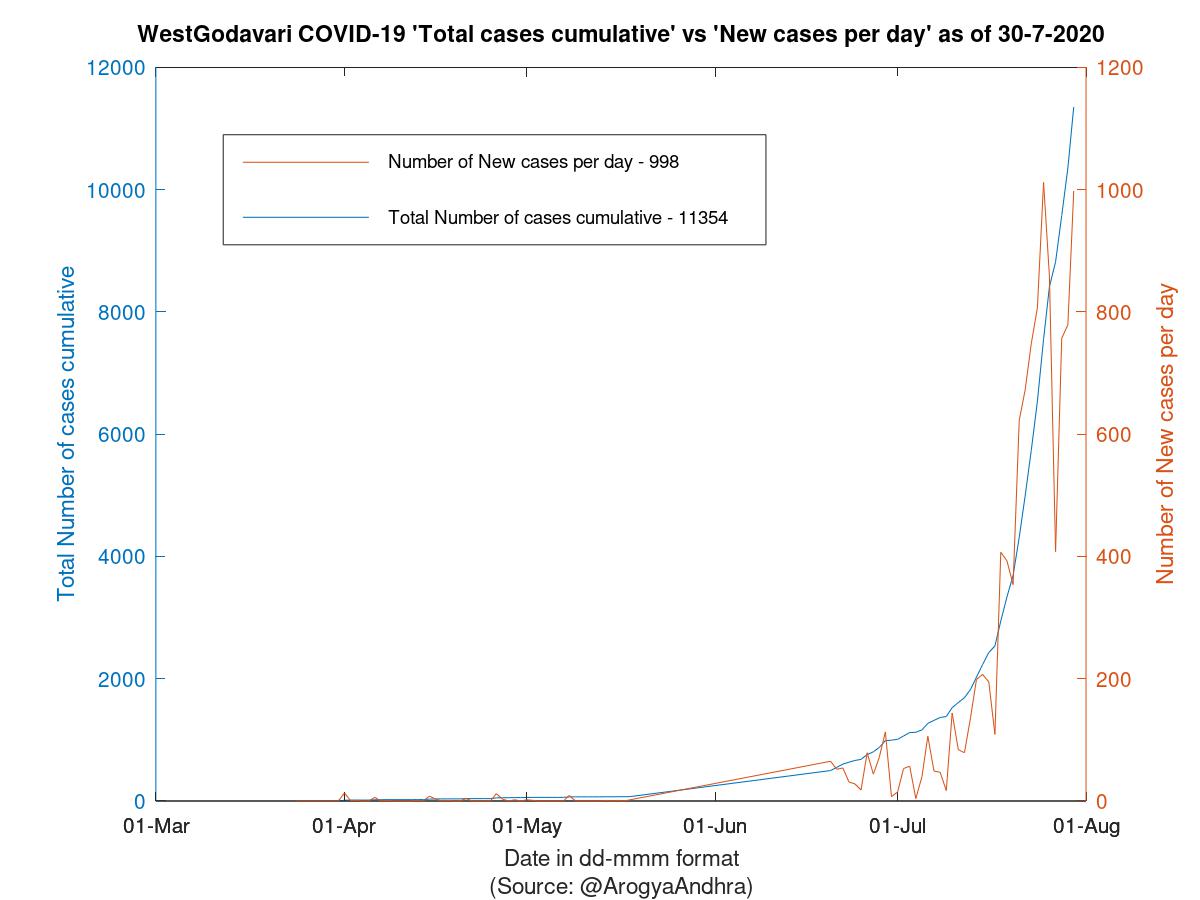 WestGodavari COVID-19 'Total cases cumulative' vs 'New cases per day' as of 30-7-2020
12000
10000
8000
6000
4000
2000
0
Total Number of cases cumulative
Number of New cases per day - 998
Total Number of cases cumulative - 11354
1200
1000
800
600
400
200
0
Number of New cases per day
01-Mar 01-Apr 01-May 01-Jun 01-Jul 01-Aug
Date in dd-mmm format
(Source: @ArogyaAndhra)